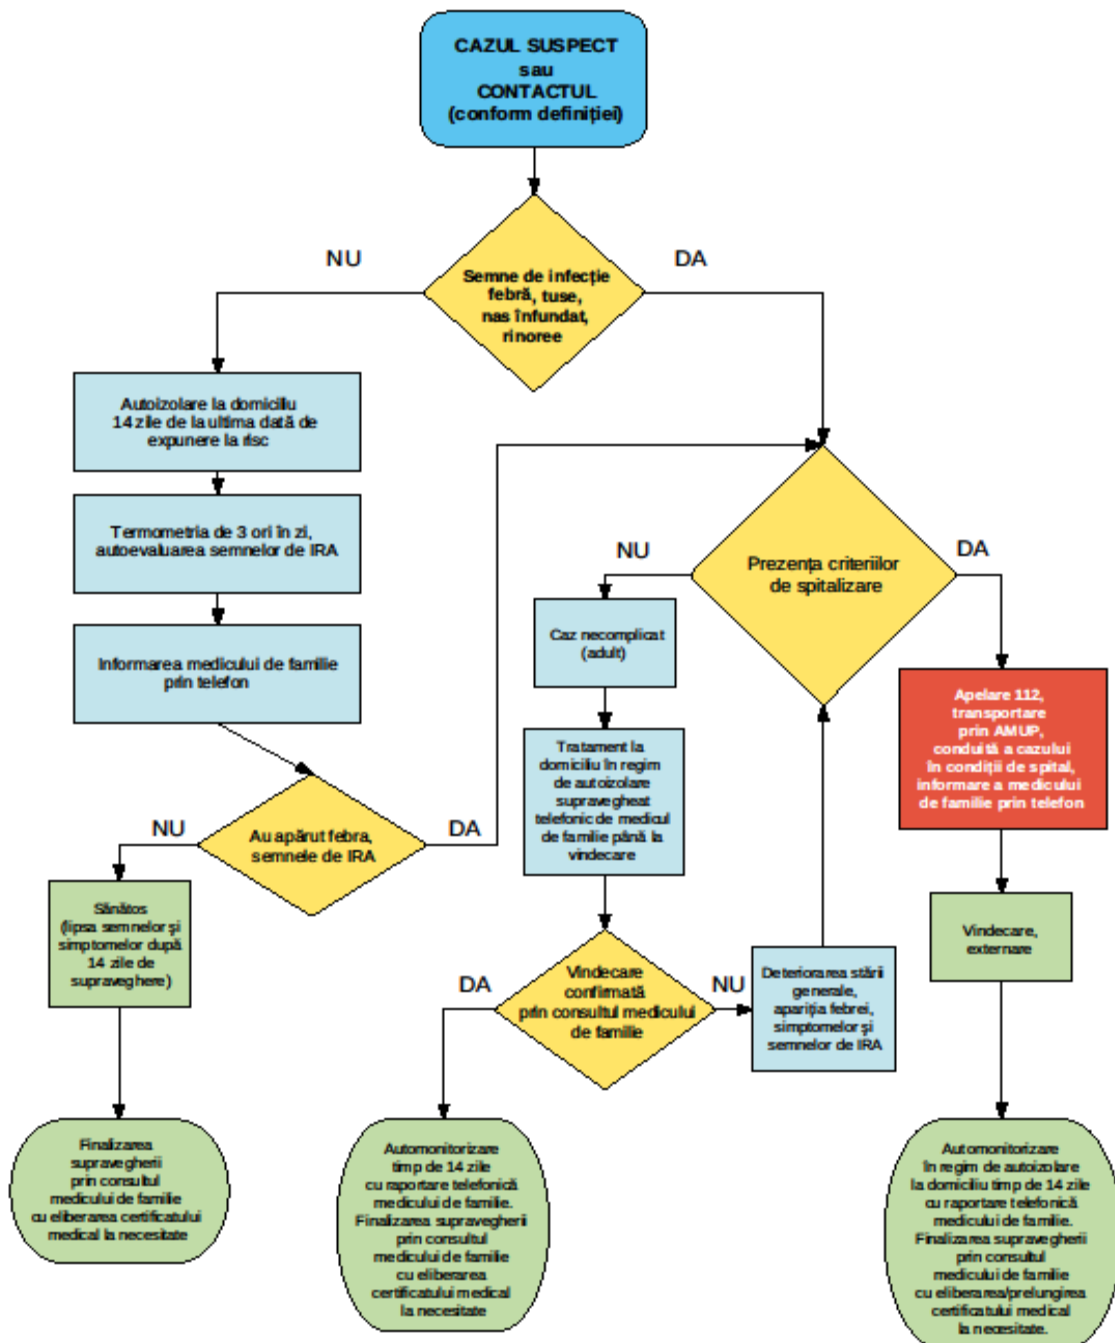 CAZUL SUSPECT
sau
CONTACTUL
(conform definiției)
NU
DA
Semne de infecție
febră, tuse,
nas înfundat,
rinoree
Autoizolare la domiciliu
14 zile de la ultima dată de
expunere la risc
Termometria de 3 ori în zi,
autoevaluarea semnelor de IRA
Informarea medicului de familie
prin telefon
NU
DA
Au apărut febra,
semnele de IRA
Sănătos
(lipsa semnelor și
simptomelor după
14 zile de
supraveghere)
Finalizarea
supravegherii
prin consultul
medicului de familie
cu eliberarea certificatului
medical la necesitate
NU
DA
Prezența criteriilor
de spitalizare
Caz necomplicat
(adult)
Tratament la
domiciliu în regim
de autoizolare
supravegheat
telefonic de medicul
de familie până la
vindecare
DA
NU
Vindecare
confirmată
prin consultul medicului
de familie
Deteriorarea stării
generale,
apariția febrei,
simptomelor și
semnelor de IRA
Automonitorizare
timp de 14 zile
cu raportare telefonică
medicului de familie.
Finalizarea supravegherii
prin consultul
medicului de familie
cu eliberarea
certificatului medical
la necesitate
Apelare 112,
transportare
prin AMUP,
conduită a cazului
în condiții de spital,
informare a medicului
de familie prin telefon
Vindecare,
externare
Automonitorizare
în regim de autoizolare
la domiciliu timp de 14 zile
cu raportare telefonică
medicului de familie.
Finalizarea supravegherii
prin consultul
medicului de familie
cu eliberarea/prelungirea
certificatului medical
la necesitate.